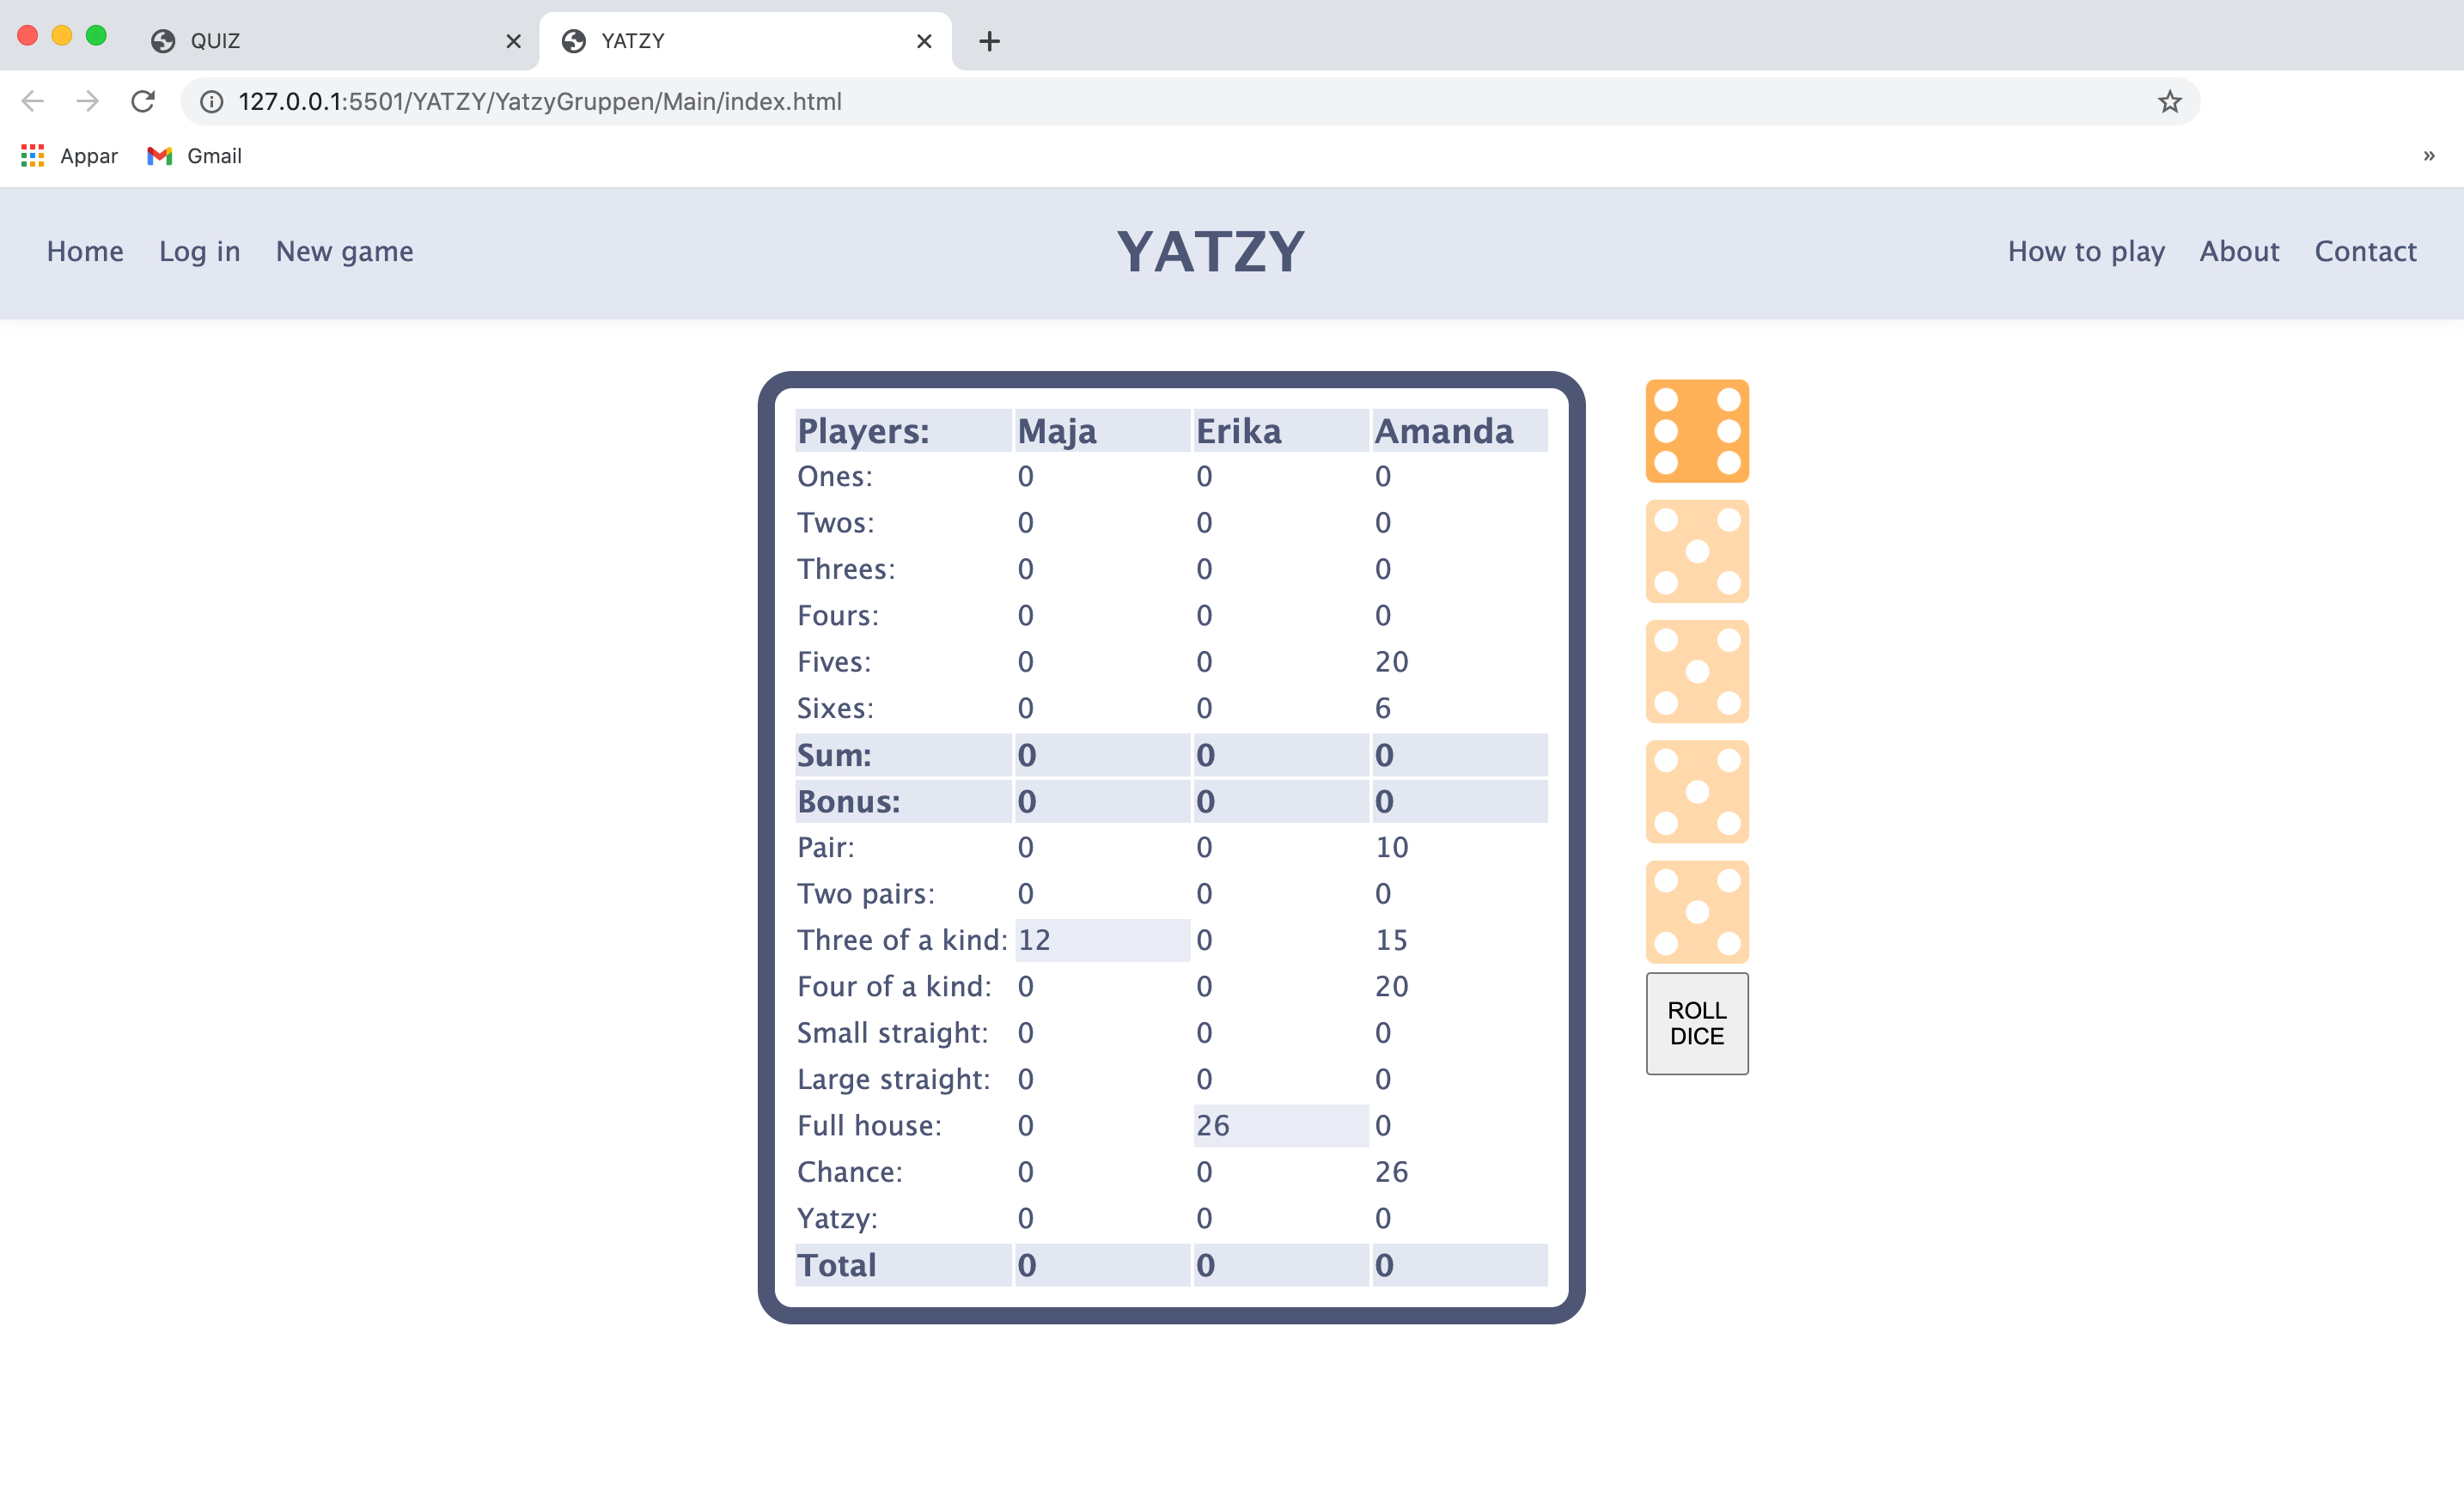 QUIZ YATZY
127.0.0.1:5501/YATZY/YatzyGruppen/Main/index.html
Appar Gmail »
Home Log in New game YATZY How to play About Contact
Players: Maja Erika Amanda
Ones: 0 0 0
Twos: 0 0 0
Threes: 0 0 0
Fours: 0 0 0
Fives: 0 0 20
Sixes: 0 0 6
Sum: 0 0 0
Bonus: 0 0 0
Pair: 0 0 10
Two pairs: 0 0 0
Three of a kind: 12 0 15
Four of a kind: 0 0 20
Small straight: 0 0 0
Large straight: 0 0 0
Full house: 0 26 0
Chance: 0 0 26
Yatzy: 0 0 0
Total 0 0 0
ROLL
DICE